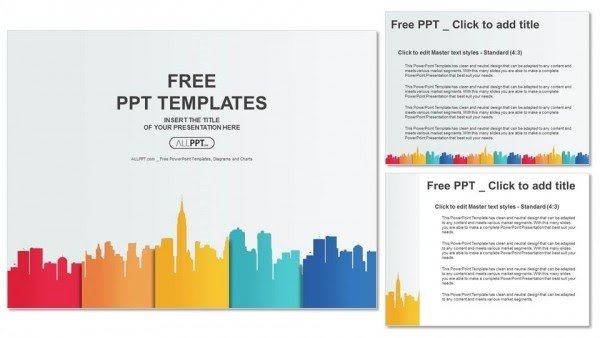 FREE
PPT TEMPLATES
INSERT THE TITLE
OF YOUR PRESENTATION HERE
ALLPPT.com
ALLPPT.com _ Free PowerPoint Templates, Diagrams and Charts
Free PPT _ Click to add title
Click to edit Master text styles - Standard (4:3)
This PowerPoint Template has clean and neutral design that can be adapted to any content and
meets various market segments. With this many slides you are able to make a complete
PowerPoint Presentation that best suit your needs.
This PowerPoint Template has clean and neutral design that can be adapted to any content and
meets various market segments. With this many slides you are able to make a complete
PowerPoint Presentation that best suit your needs.
This PowerPoint Template has clean and neutral design that can be adapted to any content and
meets various market segments. With this many slides you are able to make a complete
PowerPoint Presentation that best suit your needs.
This PowerPoint Template has clean and neutral design that can be adapted to any content and
meets various market segments. With this many slides you are able to make a complete
PowerPoint Presentation that best suit your needs.
Free PPT _ Click to add title
Click to edit Master text styles - Standard (4:3)
This PowerPoint Template has clean and neutral design that can be adapted
to any content and meets various market segments. With this many slides
you are able to make a complete PowerPoint Presentation that best suit your
needs.
This PowerPoint Template has clean and neutral design that can be adapted
to any content and meets various market segments. With this many slides
you are able to make a complete PowerPoint Presentation that best suit your
needs.
This PowerPoint Template has clean and neutral design that can be adapted
to any content and meets various market segments. With this many slides
you are able to make a complete PowerPoint Presentation that best suit your
needs.
This PowerPoint Template has clean and neutral design that can be adapted
to any content and meets various market segments.